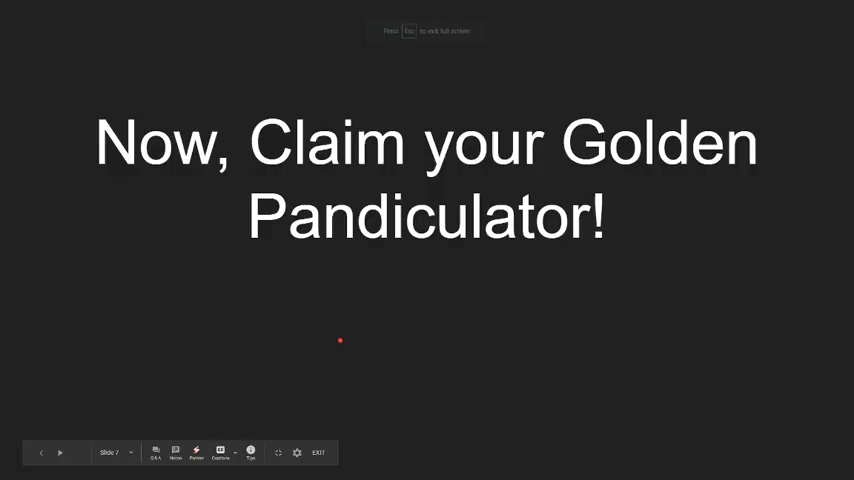 Press Esc to exit full screen
Now, Claim your Golden
Pandiculator!
Slide 7
Q&A
Notes
Pointer
Captions
Tips
EXIT